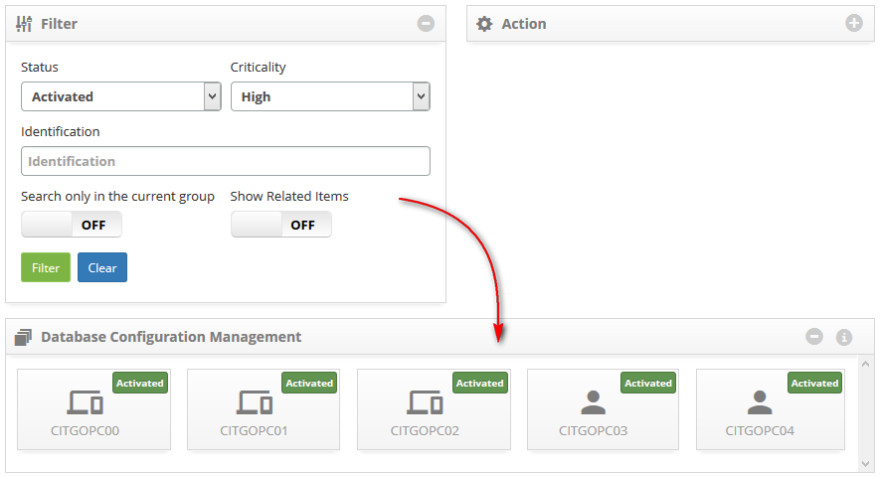 Filter
Action
Status
Criticality
Activated
High
Identification
Identification
Search only in the current group
Show Related Items
OFF
OFF
Filter
Clear
Database Configuration Management
Activated
Activated
Activated
Activated
Activated
CITGOPC00
CITGOPC01
CITGOPC02
CITGOPC03
CITGOPC04